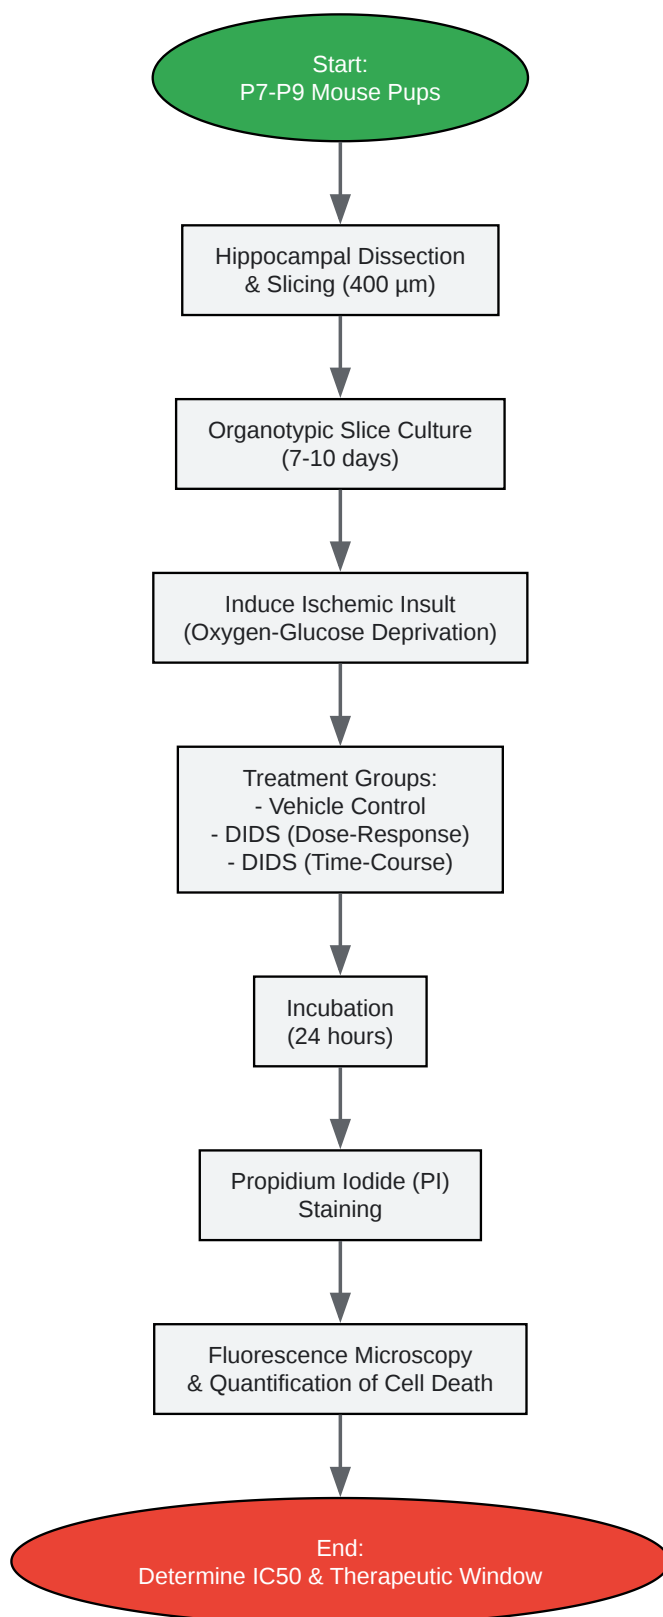 Start:
P7-P9 Mouse Pups
Hippocampal Dissection
& Slicing (400 µm)
Organotypic Slice Culture
(7-10 days)
Induce Ischemic Insult
(Oxygen-Glucose Deprivation)
Treatment Groups:
- Vehicle Control
- DIDS (Dose-Response)
- DIDS (Time-Course)
Incubation
(24 hours)
Propidium Iodide (PI)
Staining
Fluorescence Microscopy
& Quantification of Cell Death
End:
Determine IC50 & Therapeutic Window